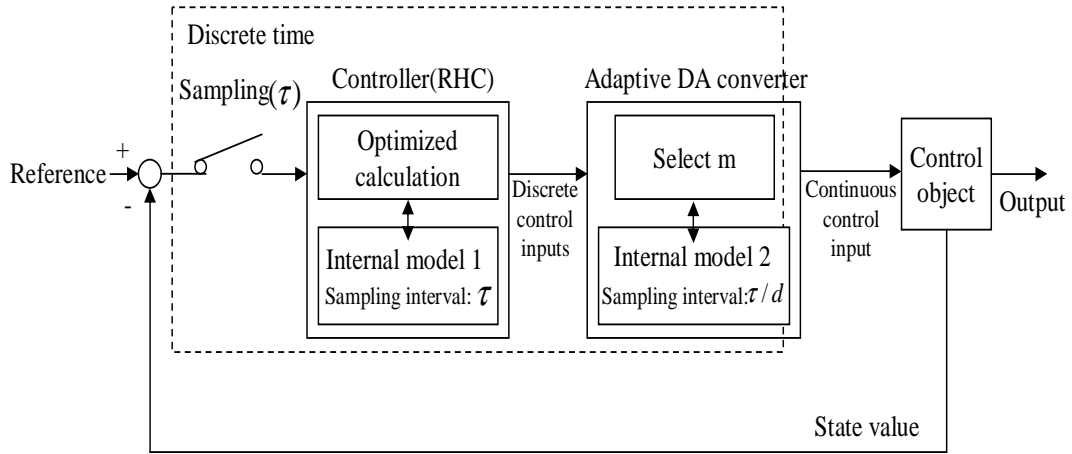 Discrete time
Sampling(τ)
Controller(RHC)
Adaptive DA converter
Reference
+
-
Optimized
calculation
Internal model 1
Sampling interval: τ
Discrete
control
inputs
Select m
Internal model 2
Sampling interval:τ/d
Continuous
control
input
Control
object
Output
State value